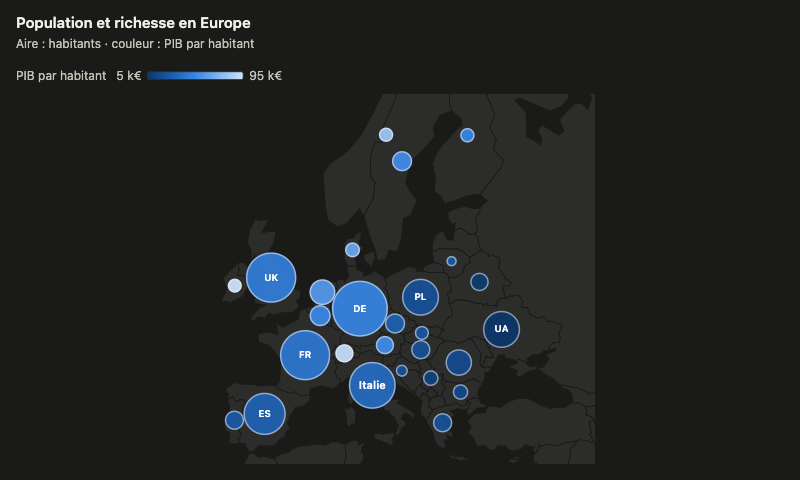 Population et richesse en Europe
Aire : habitants · couleur : PIB par habitant
PIB par habitant 5 k€ 95 k€
UK
DE
PL
UA
FR
Italie
ES